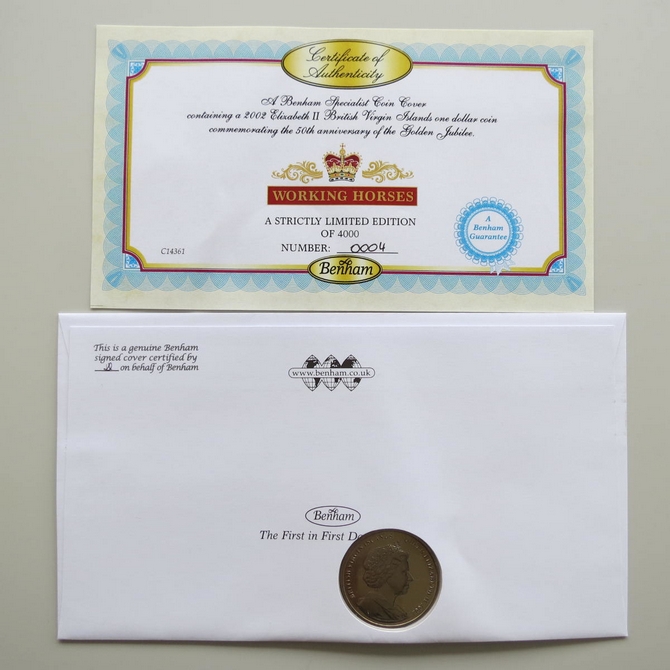 Certificate of
Authenticity
A Benham Specialist Coin Cover
containing a 2002 Elizabeth II British Virgin Islands one dollar coin
commemorating the 50th anniversary of the Golden Jubilee.
WORKING HORSES
A STRICTLY LIMITED EDITION
OF 4000
NUMBER: 0004
C14361
A
Benham
Guarantee
Benham
This is a genuine Benham
signed cover certified by
on behalf of Benham
www.benham.co.uk
Benham
The First in First